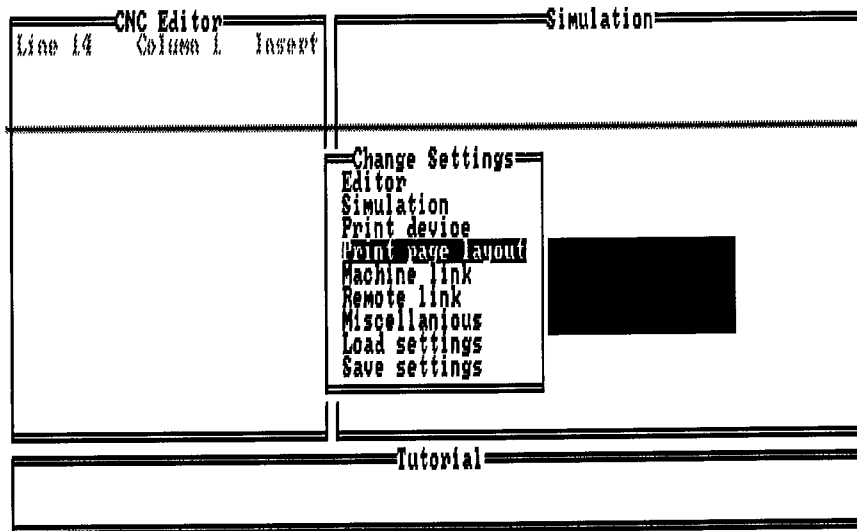 CNC Editor
Line 14 Column 1 Insert
Simulation
Change Settings
Editor
Simulation
Print device
Print page layout
Machine link
Remote link
Miscellanious
Load settings
Save settings
Tutorial